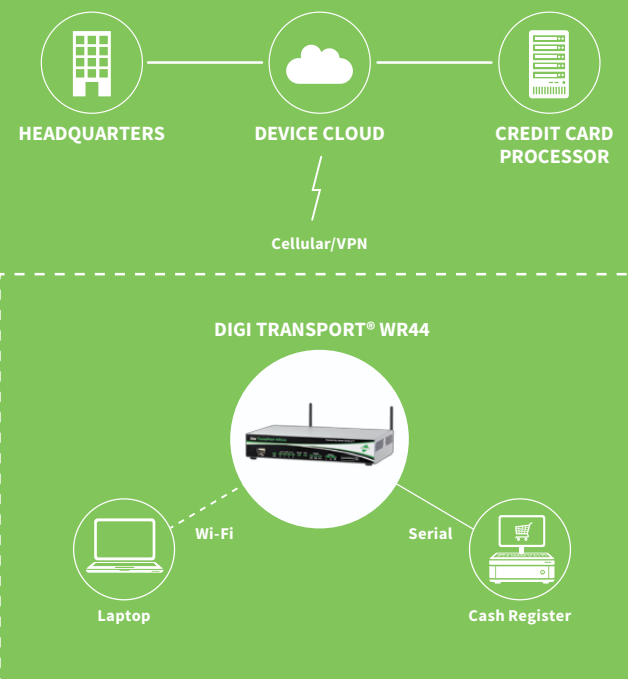 HEADQUARTERS
DEVICE CLOUD
CREDIT CARD
PROCESSOR
Cellular/VPN
DIGI TRANSPORT® WR44
Wi-Fi
Serial
Laptop
Cash Register